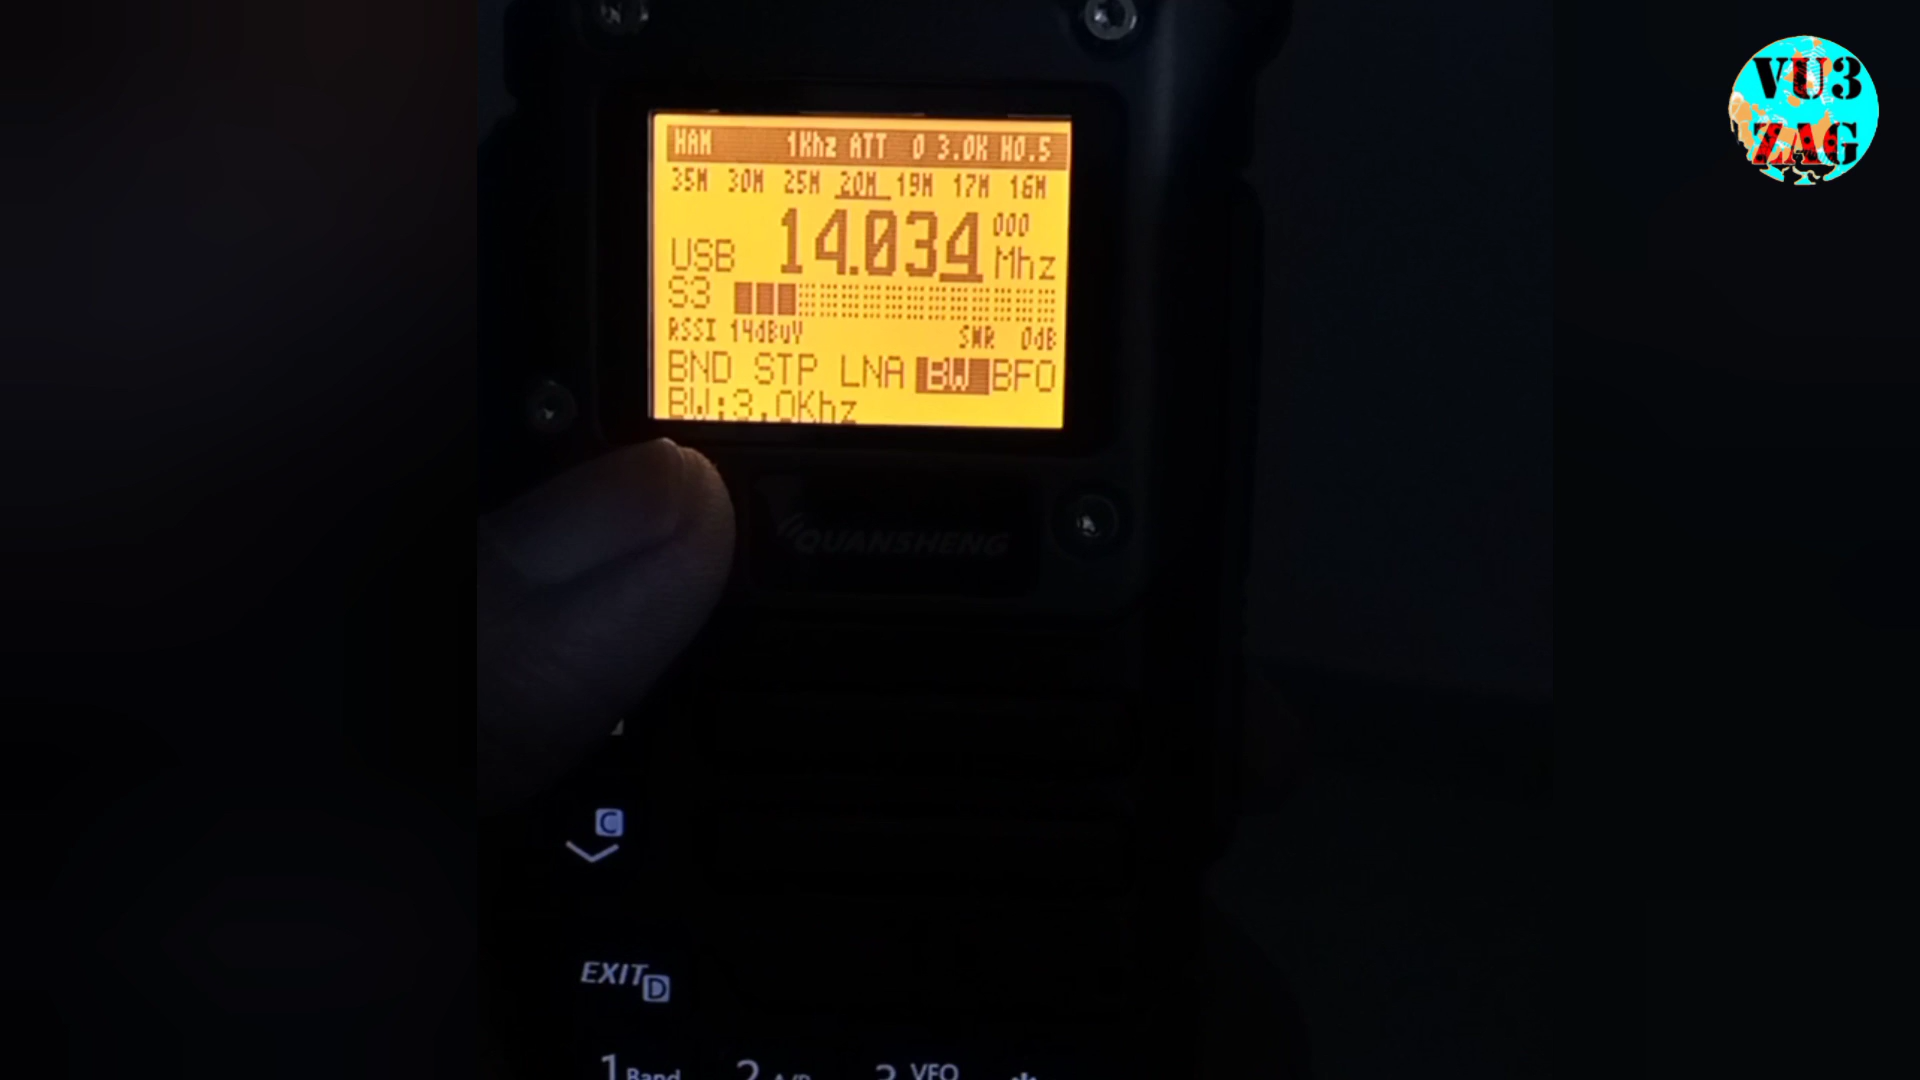 HAM 1Khz ATT 0 3.0K H0.5
35M 30M 25M 20M 19M 17M 16M
14.034 000
USB Mhz
S3
RSSI 14dBuV SNR 0dB
BND STP LNA BW BFO
BW:3.0Khz
QUANSHENG
C
EXIT D
1 Band 2 A/B 3 VFO
VU3
ZAG